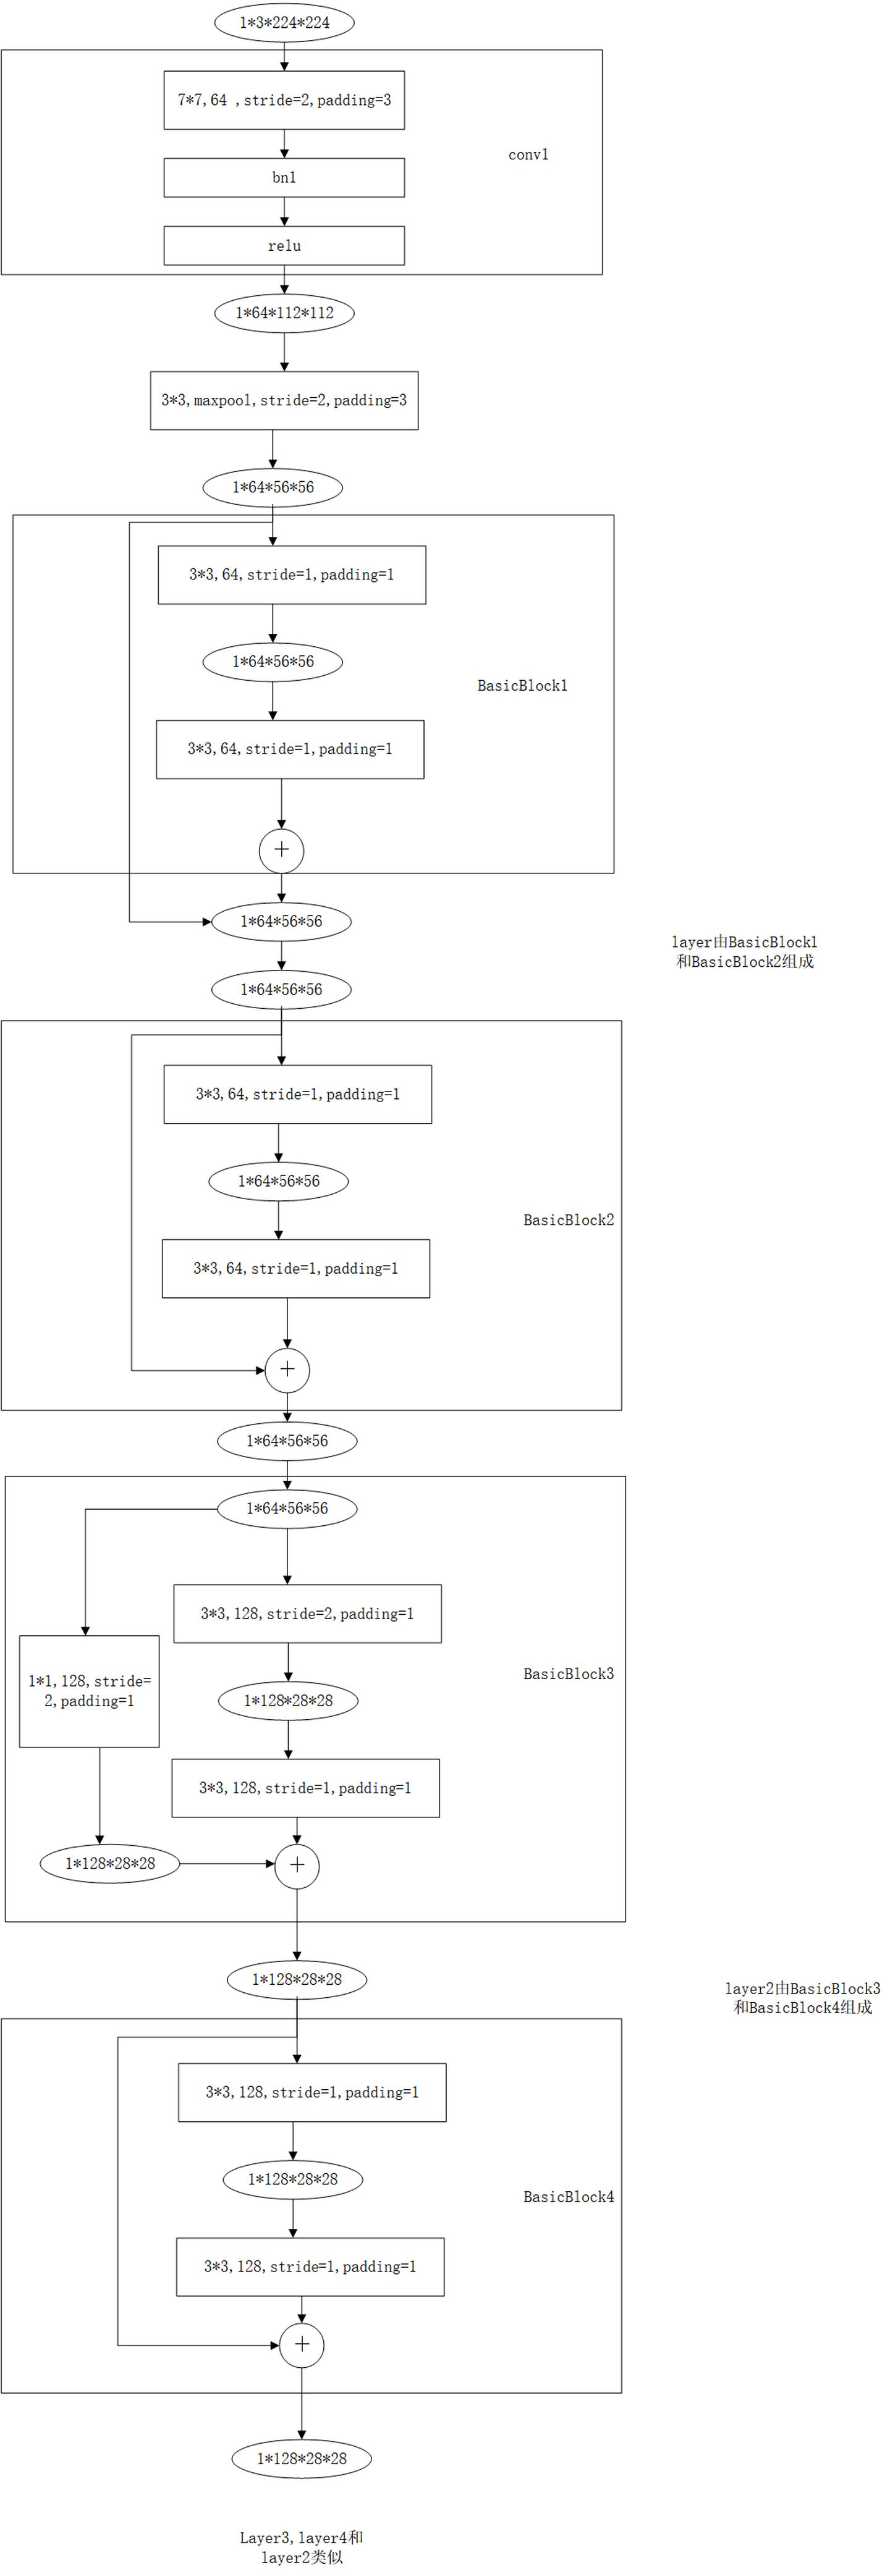 1*3*224*224
7*7,64 ,stride=2,padding=3
conv1
bn1
relu
1*64*112*112
3*3,maxpool,stride=2,padding=3
1*64*56*56
3*3,64,stride=1,padding=1
1*64*56*56
BasicBlock1
3*3,64,stride=1,padding=1
+
1*64*56*56
layer由BasicBlock1
和BasicBlock2组成
1*64*56*56
3*3,64,stride=1,padding=1
1*64*56*56
BasicBlock2
3*3,64,stride=1,padding=1
+
1*64*56*56
1*64*56*56
3*3,128,stride=2,padding=1
BasicBlock3
1*1,128,stride=
2,padding=1
1*128*28*28
3*3,128,stride=1,padding=1
1*128*28*28
+
1*128*28*28
layer2由BasicBlock3
和BasicBlock4组成
3*3,128,stride=1,padding=1
1*128*28*28
BasicBlock4
3*3,128,stride=1,padding=1
+
1*128*28*28
Layer3,layer4和
layer2类似